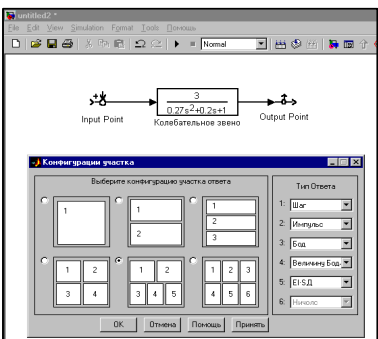 untitled2 *
File Edit View Simulation Format Tools Помощь
Normal
3
0.27s²+0.2s+1
Input Point
Колебательное звено
Output Point
Конфигурации участка
Выберите конфигурацию участка ответа
1
1
2
1
2
3
1 2
3 4
1 2
3 4 5
1 2 3
4 5 6
Тип Ответа
1: Шаг
2: Импульс
3: Бод
4: Величину Бод.
5: EI·SД
6: Николс
OK Отмена Помощь Принять